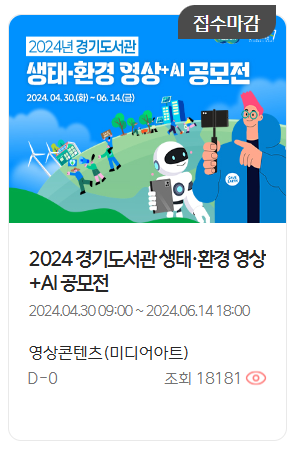 접수마감
2024년 경기도서관
생태·환경 영상+AI 공모전
2024. 04. 30.(화) ~ 06. 14.(금)
2024 경기도서관 생태·환경 영상
+AI 공모전
2024.04.30 09:00 ~ 2024.06.14 18:00
영상콘텐츠(미디어아트)
D-0
조회 18181